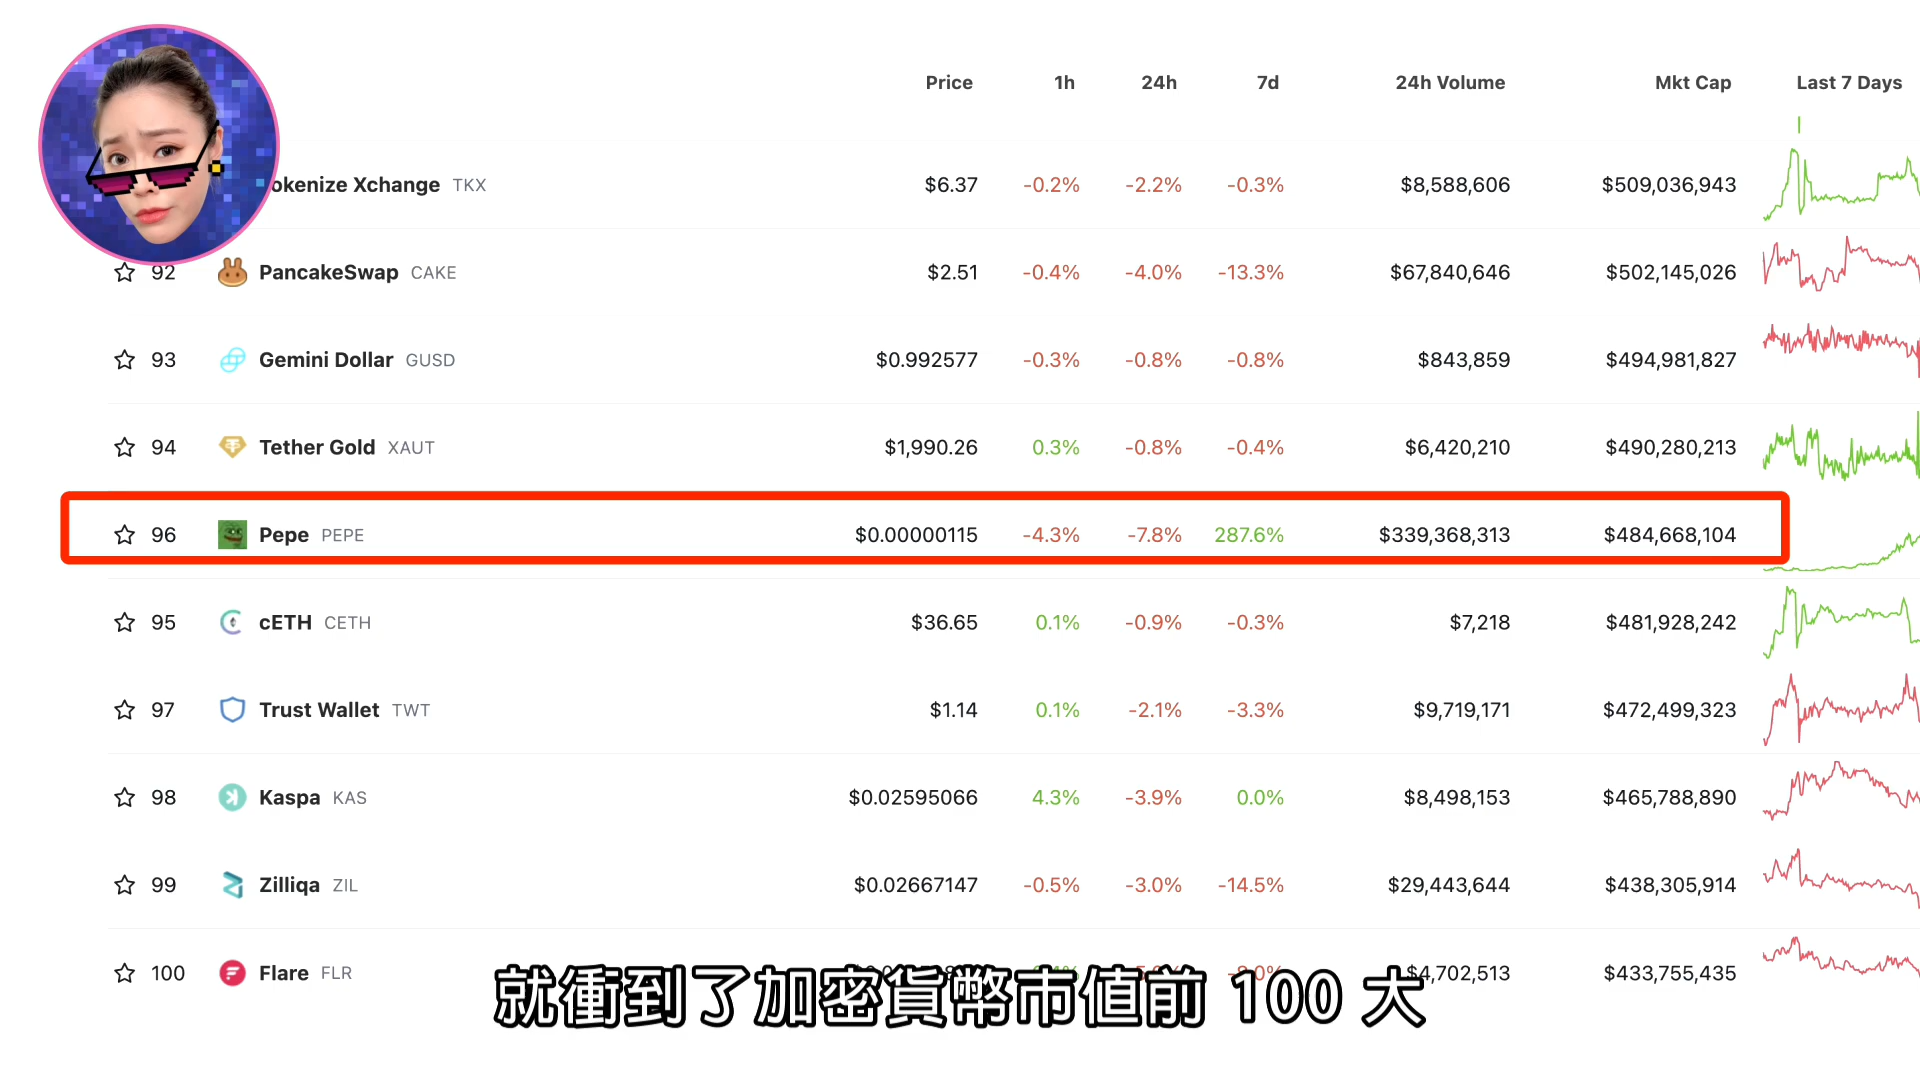 Price 1h 24h 7d 24h Volume Mkt Cap Last 7 Days
okenize Xchange TKX $6.37 -0.2% -2.2% -0.3% $8,588,606 $509,036,943
92 PancakeSwap CAKE $2.51 -0.4% -4.0% -13.3% $67,840,646 $502,145,026
93 Gemini Dollar GUSD $0.992577 -0.3% -0.8% -0.8% $843,859 $494,981,827
94 Tether Gold XAUT $1,990.26 0.3% -0.8% -0.4% $6,420,210 $490,280,213
96 Pepe PEPE $0.00000115 -4.3% -7.8% 287.6% $339,368,313 $484,668,104
95 cETH CETH $36.65 0.1% -0.9% -0.3% $7,218 $481,928,242
97 Trust Wallet TWT $1.14 0.1% -2.1% -3.3% $9,719,171 $472,499,323
98 Kaspa KAS $0.02595066 4.3% -3.9% 0.0% $8,498,153 $465,788,890
99 Zilliqa ZIL $0.02667147 -0.5% -3.0% -14.5% $29,443,644 $438,305,914
100 Flare FLR $4,702,513 $433,755,435
就衝到了加密貨幣市值前 100 大